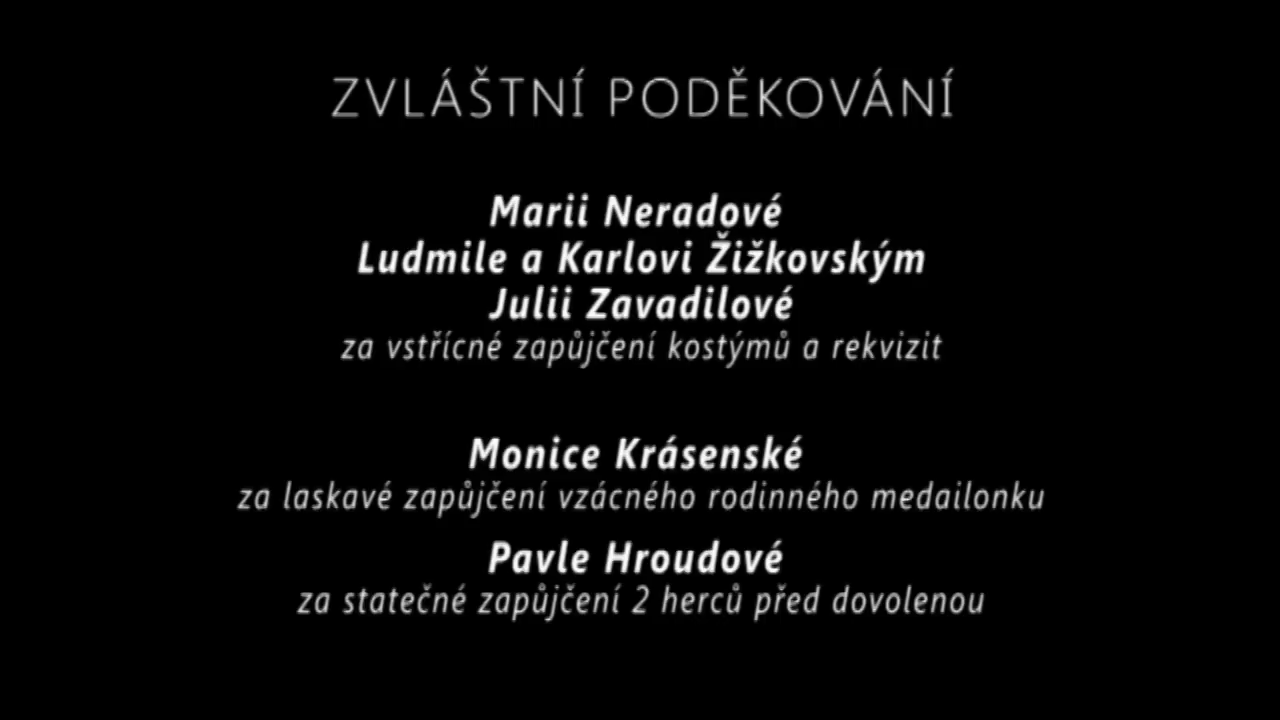 ZVLÁŠTNÍ PODĚKOVÁNÍ
Marii Neradové
Ludmile a Karlovi Žižkovským
Julii Zavadilové
za vstřícné zapůjčení kostýmů a rekvizit
Monice Krásenské
za laskavé zapůjčení vzácného rodinného medailonku
Pavle Hroudové
za statečné zapůjčení 2 herců před dovolenou